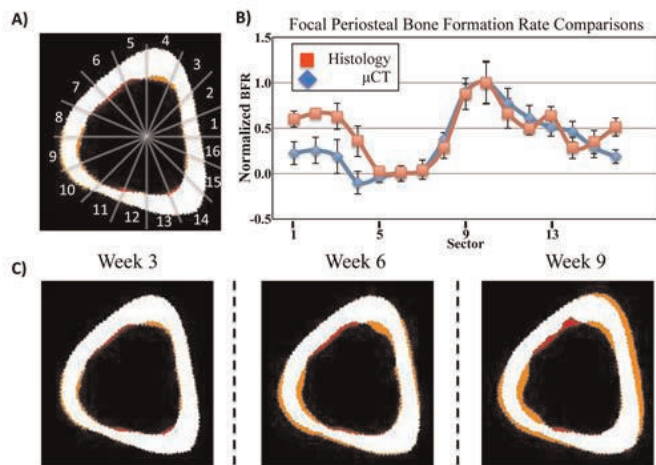 A)
5
4
6
3
7
2
8
1
16
9
15
10
11
12
13
14
B)
Focal Periosteal Bone Formation Rate Comparisons
Histology
μCT
Normalized BFR
1.5
1.0
0.5
0.0
-0.5
1
5
9
13
Sector
C)
Week 3
Week 6
Week 9